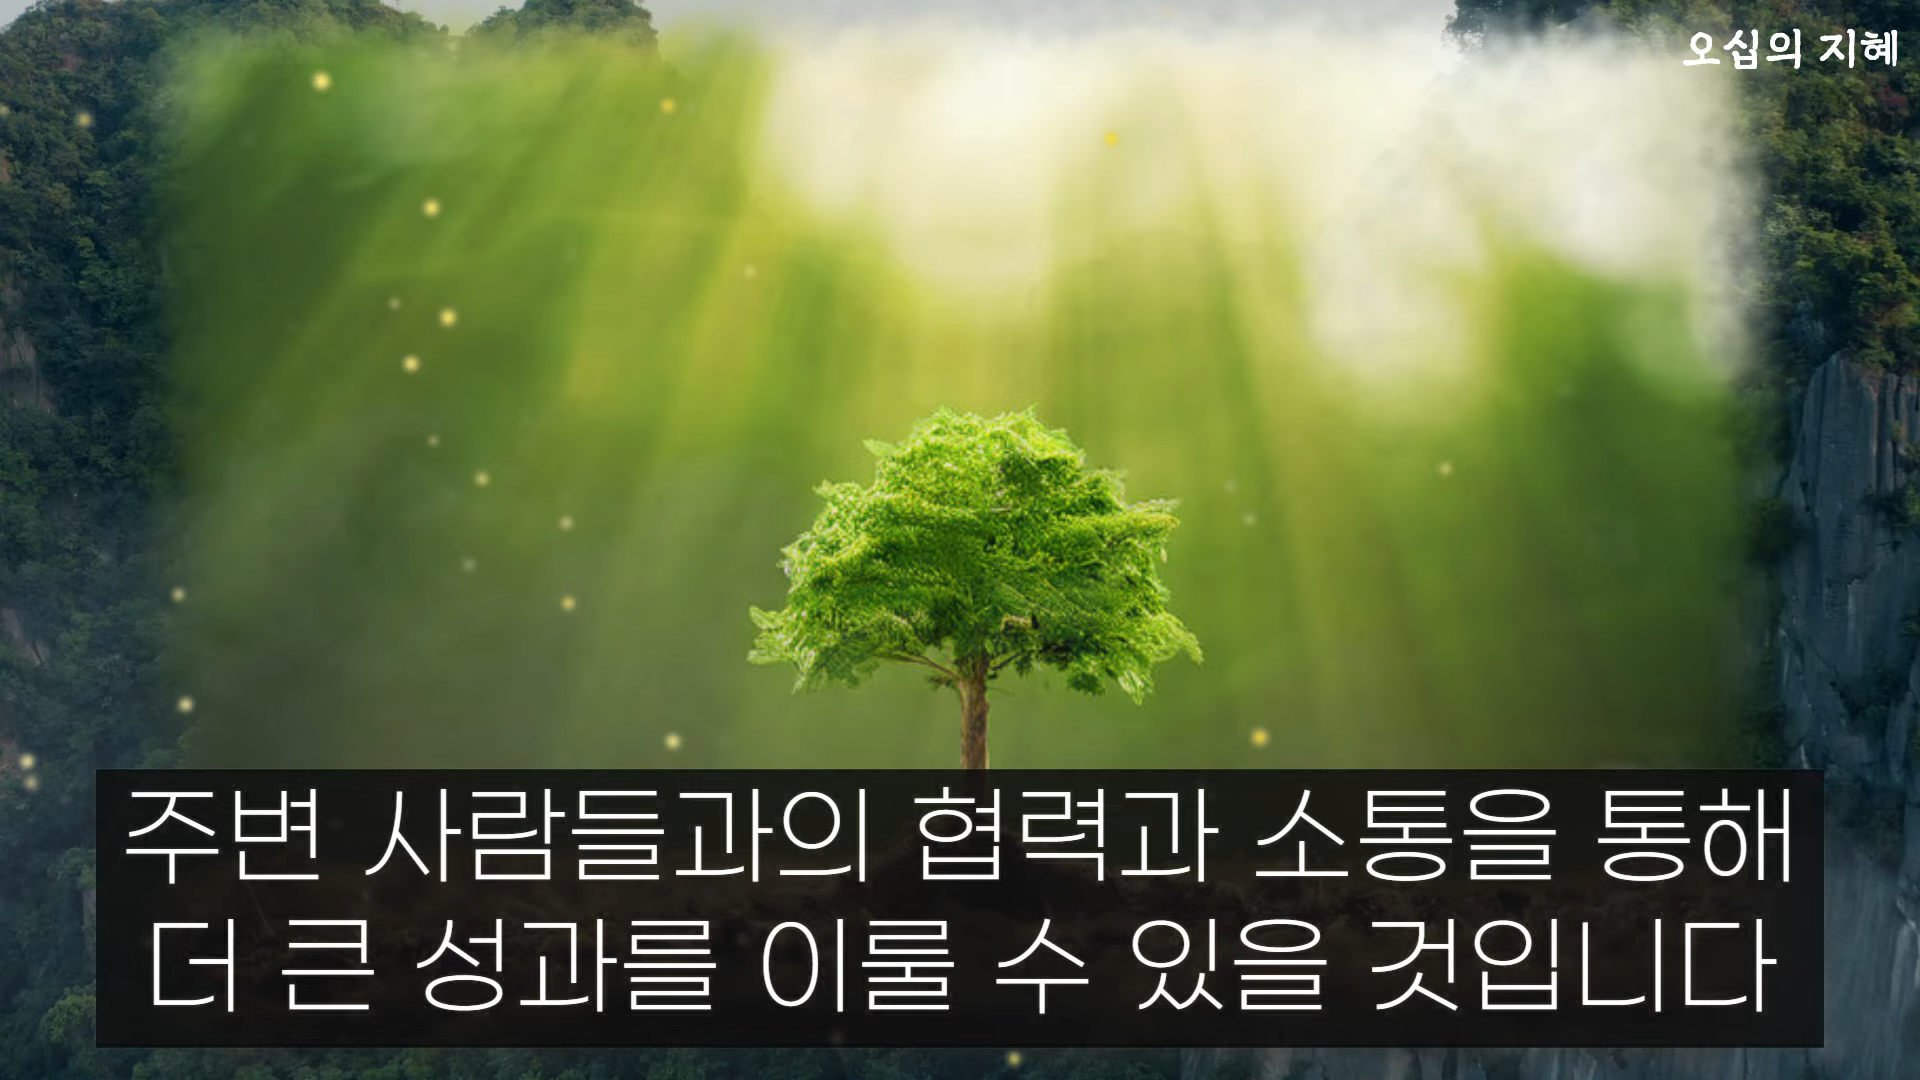 오십의 지혜
주변 사람들과의 협력과 소통을 통해
더 큰 성과를 이룰 수 있을 것입니다